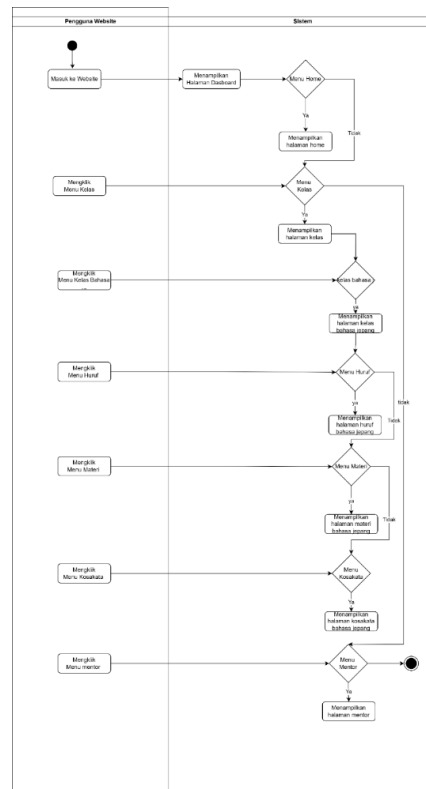 Pengguna Website
Sistem
Masuk ke Website
Menampilkan
Halaman Dasboard
Menu Home
Ya
Tidak
Menampilkan
halaman home
Mengklik
Menu Kelas
Menu
Kelas
Ya
Menampilkan
halaman kelas
Mengklik
Menu Kelas Bahasa
Kelas bahasa
ya
Menampilkan
halaman kelas
bahasa jepang
Mengklik
Menu Huruf
Menu Huruf
ya
tidak
Tidak
Menampilkan
halaman huruf
bahasa jepang
Mengklik
Menu Materi
Menu Materi
ya
Tidak
Menampilkan
halaman materi
bahasa jepang
Mengklik
Menu Kosakata
Menu
Kosakata
Ya
Menampilkan
halaman kosakata
bahasa jepang
Mengklik
Menu mentor
Menu
Mentor
Ya
Menampilkan
halaman mentor